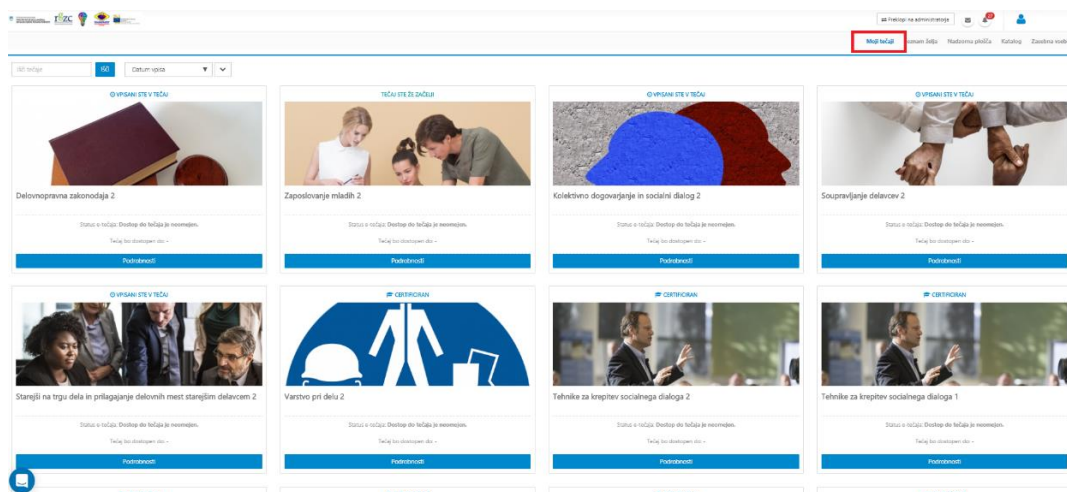 Preklopi na administratorje
Moji tečaji Seznam želja Nadzorna plošča Katalog
Išči tečaje Išči Datum vpisa
VPISANI STE V TEČAJ
Delovnopravna zakonodaja 2
Status o tečaju: Dostop do tečaja je neomejen.
Tečaj bo dostopen do: -
Podrobnosti
TEČAJ STE ŽE ZAČELI!
Zaposlovanje mladih 2
Status o tečaju: Dostop do tečaja je neomejen.
Tečaj bo dostopen do: -
Podrobnosti
VPISANI STE V TEČAJ
Kolektivno dogovarjanje in socialni dialog 2
Status o tečaju: Dostop do tečaja je neomejen.
Tečaj bo dostopen do: -
Podrobnosti
VPISANI STE V TEČAJ
Soupravljanje delavcev 2
Status o tečaju: Dostop do tečaja je neomejen.
Tečaj bo dostopen do: -
Podrobnosti
VPISANI STE V TEČAJ
Starejši na trgu dela in prilagajanje delovnih mest starejšim delavcem 2
Status o tečaju: Dostop do tečaja je neomejen.
Tečaj bo dostopen do: -
Podrobnosti
CERTIFICIRAN
Varstvo pri delu 2
Status o tečaju: Dostop do tečaja je neomejen.
Tečaj bo dostopen do: -
Podrobnosti
CERTIFICIRAN
Tehnike za krepitev socialnega dialoga 2
Status o tečaju: Dostop do tečaja je neomejen.
Tečaj bo dostopen do: -
Podrobnosti
CERTIFICIRAN
Tehnike za krepitev socialnega dialoga 1
Status o tečaju: Dostop do tečaja je neomejen.
Tečaj bo dostopen do: -
Podrobnosti